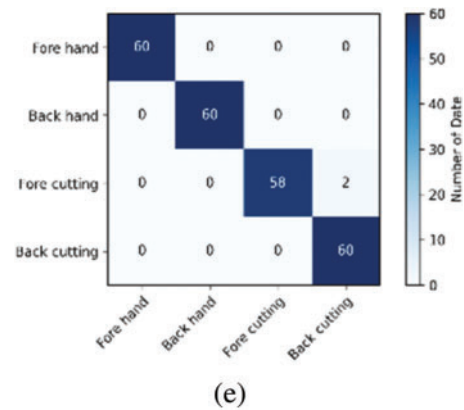 60
Fore hand 60 0 0 0
50
Back hand 0 60 0 0
40
30
Fore cutting 0 0 58 2
20
10
Back cutting 0 0 0 60
0
Number of Date
Fore hand Back hand Fore cutting Back cutting
(e)